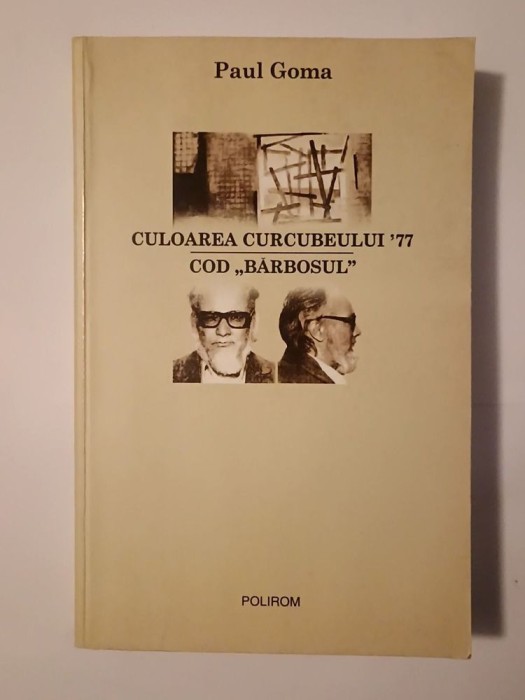 Paul Goma
CULOAREA CURCUBEULUI ’77
COD „BĂRBOSUL”
POLIROM